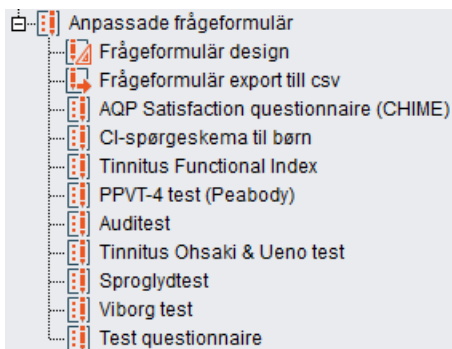 Anpassade frågeformulär
Frågeformulär design
Frågeformulär export till csv
AQP Satisfaction questionnaire (CHIME)
CI-spørgeskema til børn
Tinnitus Functional Index
PPVT-4 test (Peabody)
Auditest
Tinnitus Ohsaki & Ueno test
Sproglydtest
Viborg test
Test questionnaire